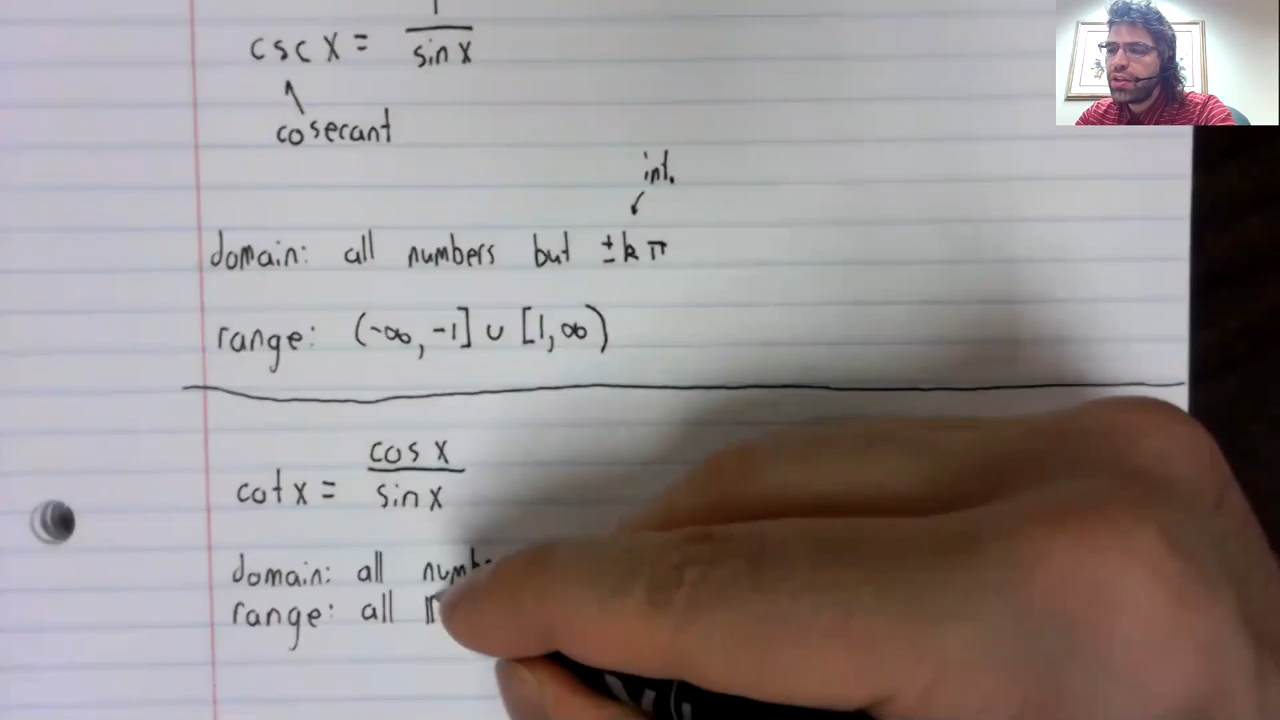 csc x = 1/sin x
cosecant
int.
domain: all numbers but ±kπ
range: (-∞, -1] ∪ [1, ∞)
cot x = cos x/sin x
domain: all
range: all